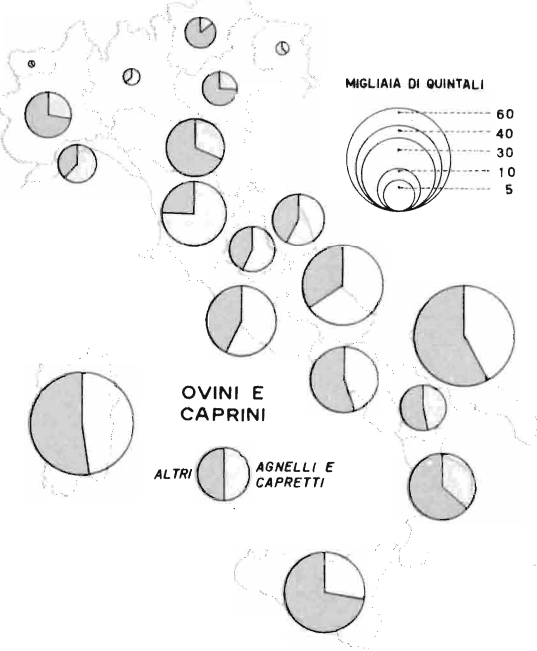 MIGLIAIA DI QUINTALI
60
40
30
10
5
OVINI E
CAPRINI
ALTRI
AGNELLI E
CAPRETTI